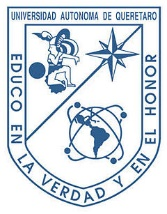 UNIVERSIDAD AUTONOMA DE QUERETARO
EDUCO EN LA VERDAD Y EN EL HONOR